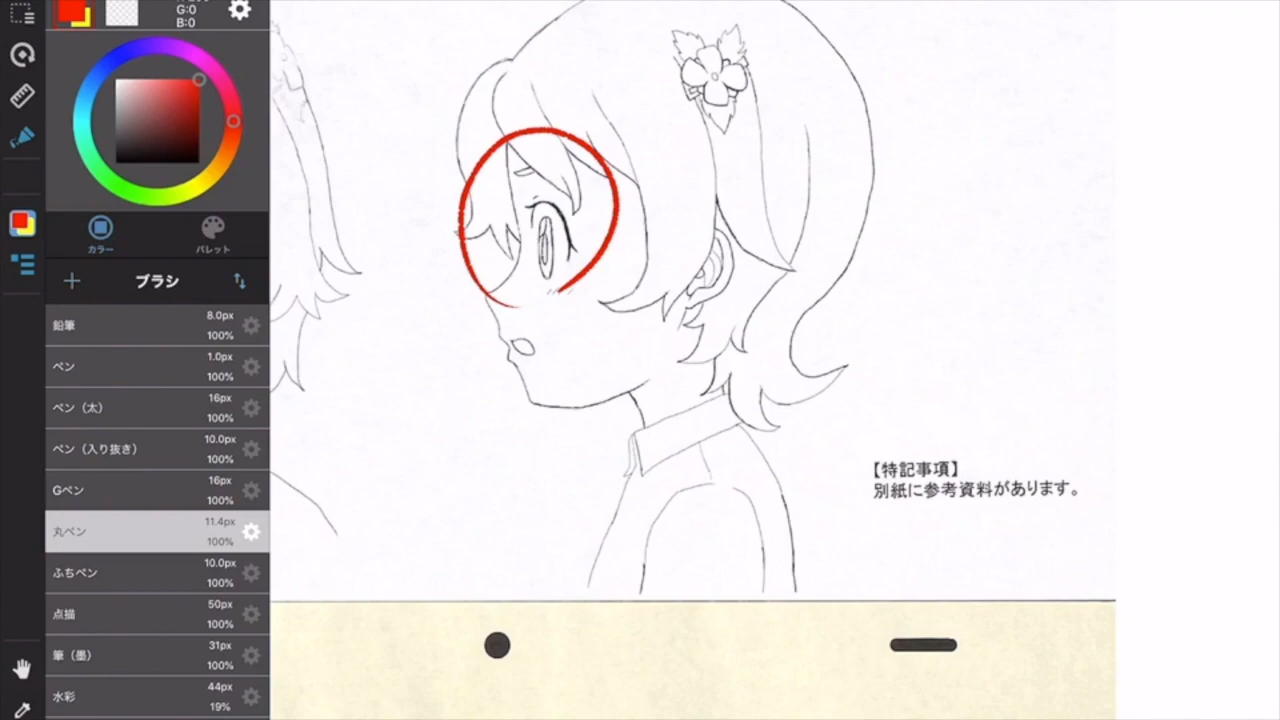 G:0
B:0
カラー
パレット
ブラシ
鉛筆
8.0px
100%
ペン
1.0px
100%
ペン（太）
16px
100%
ペン（入り抜き）
10.0px
100%
Gペン
16px
100%
丸ペン
11.4px
100%
ふちペン
10.0px
100%
点描
50px
100%
筆（墨）
31px
100%
水彩
44px
19%
【特記事項】
別紙に参考資料があります。